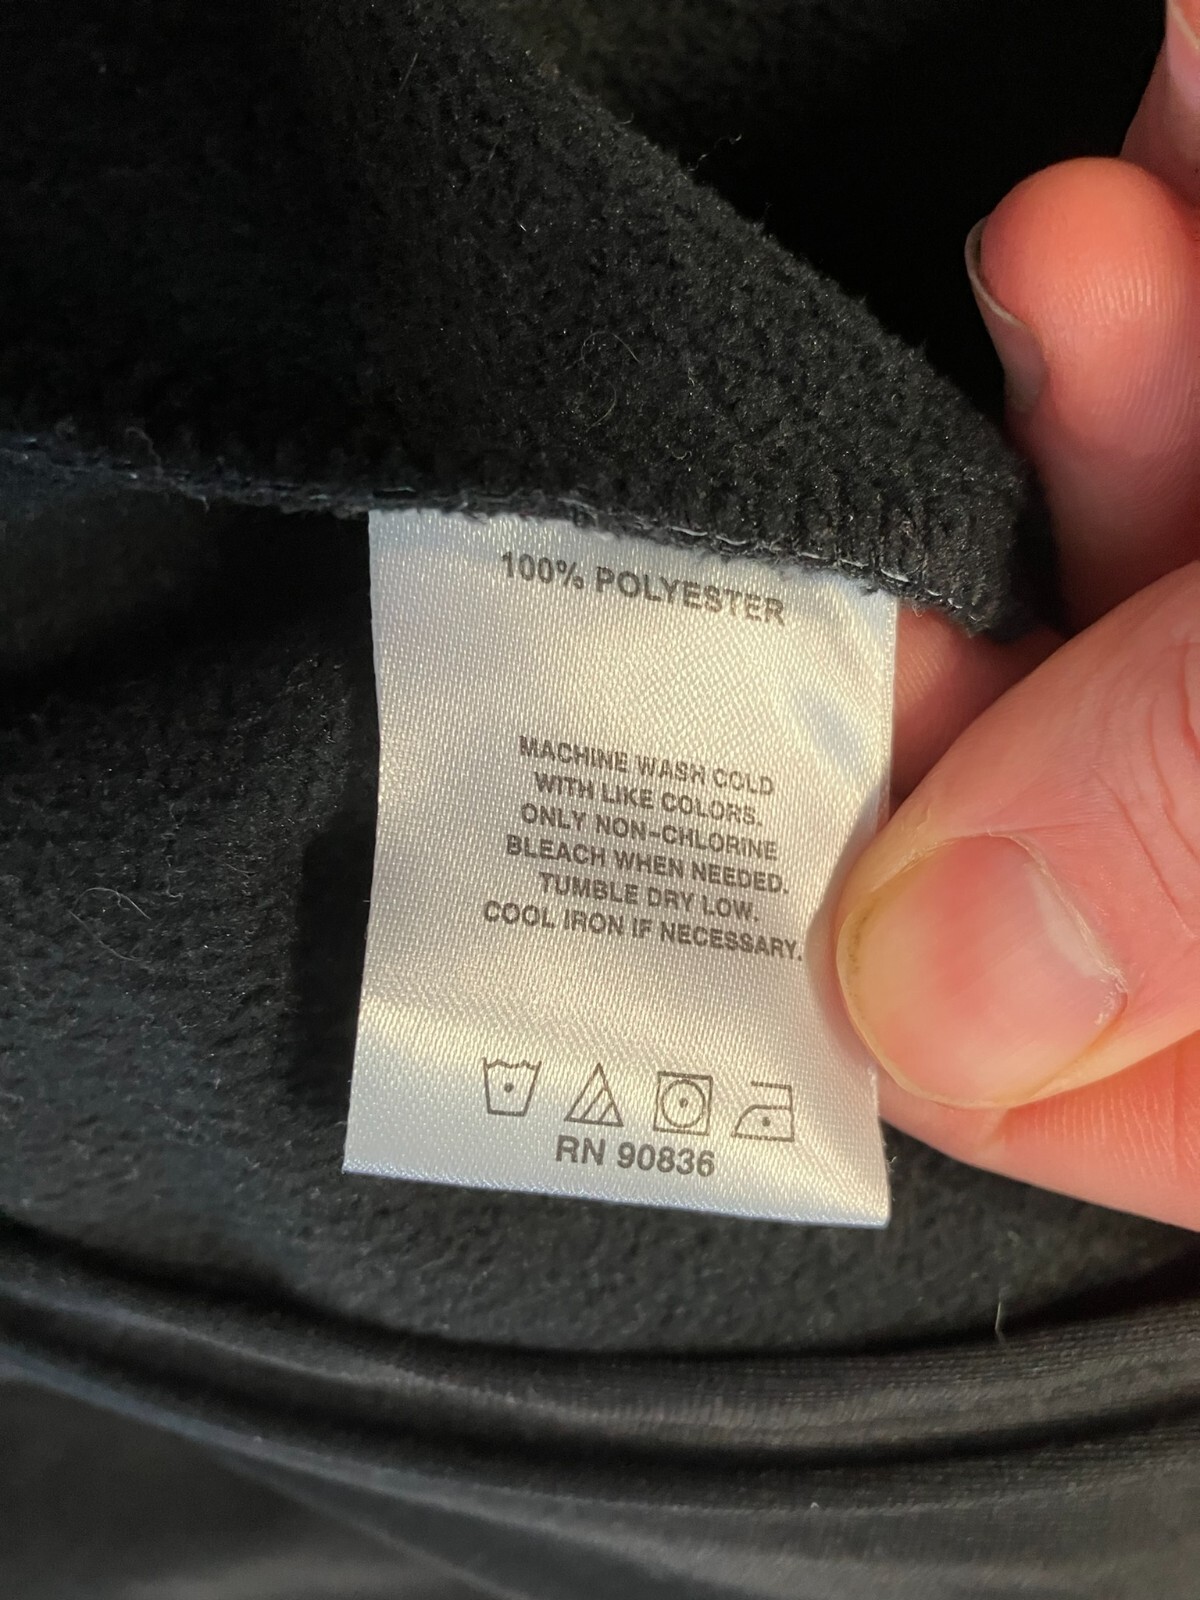 100% POLYESTER
MACHINE WASH COLD
WITH LIKE COLORS.
ONLY NON-CHLORINE
BLEACH WHEN NEEDED.
TUMBLE DRY LOW.
COOL IRON IF NECESSARY.
RN 90836